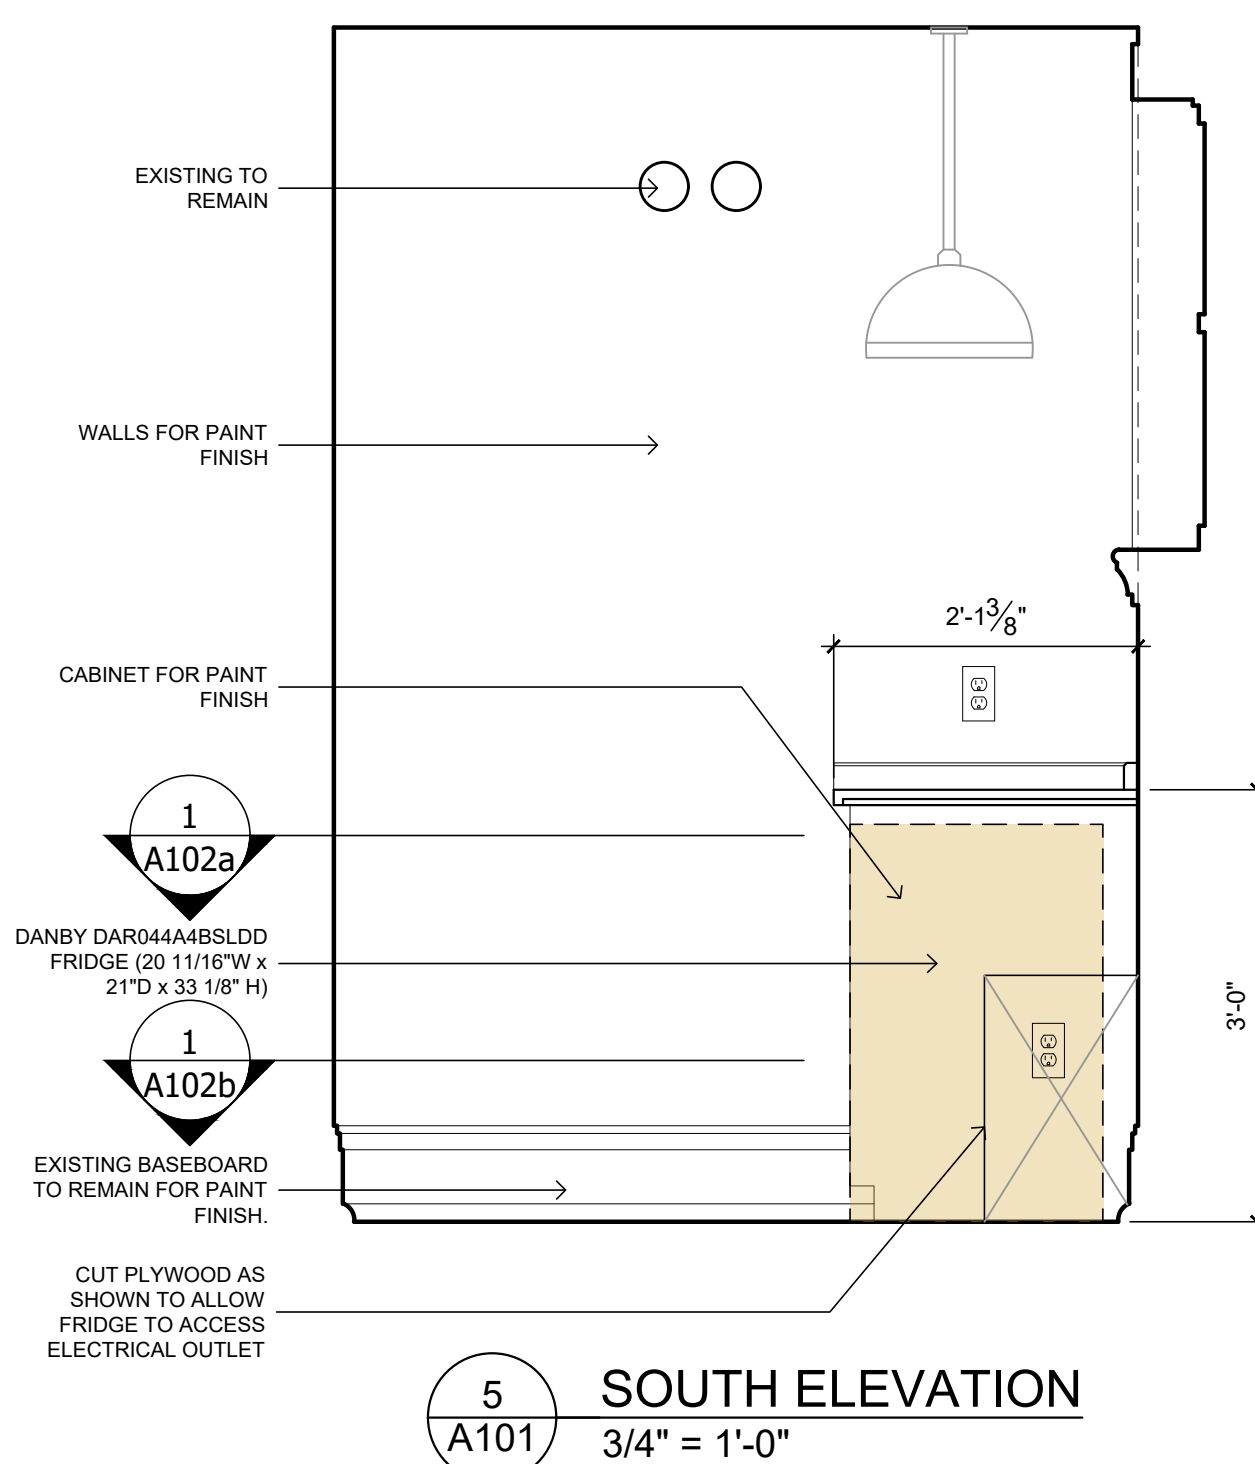 EXISTING TO
REMAIN
WALLS FOR PAINT
FINISH
2'-1 3/8"
CABINET FOR PAINT
FINISH
1
A102a
DANBY DAR044A4BSLDD
FRIDGE (20 11/16"W x
21"D x 33 1/8" H)
3'-0"
1
A102b
EXISTING BASEBOARD
TO REMAIN FOR PAINT
FINISH.
CUT PLYWOOD AS
SHOWN TO ALLOW
FRIDGE TO ACCESS
ELECTRICAL OUTLET
5
A101
SOUTH ELEVATION
3/4" = 1'-0"